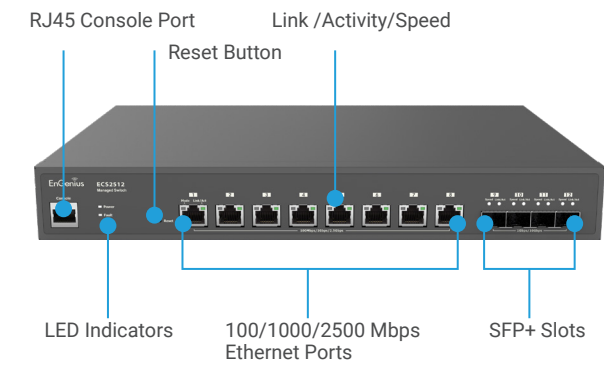 RJ45 Console Port
Link /Activity/Speed
Reset Button
EnGenius
ECS2512
Managed Switch
Console
Power
Fault
Reset
1 2 3 4 5 6 7 8
9 10 11 12
LED Indicators
100/1000/2500 Mbps
Ethernet Ports
SFP+ Slots